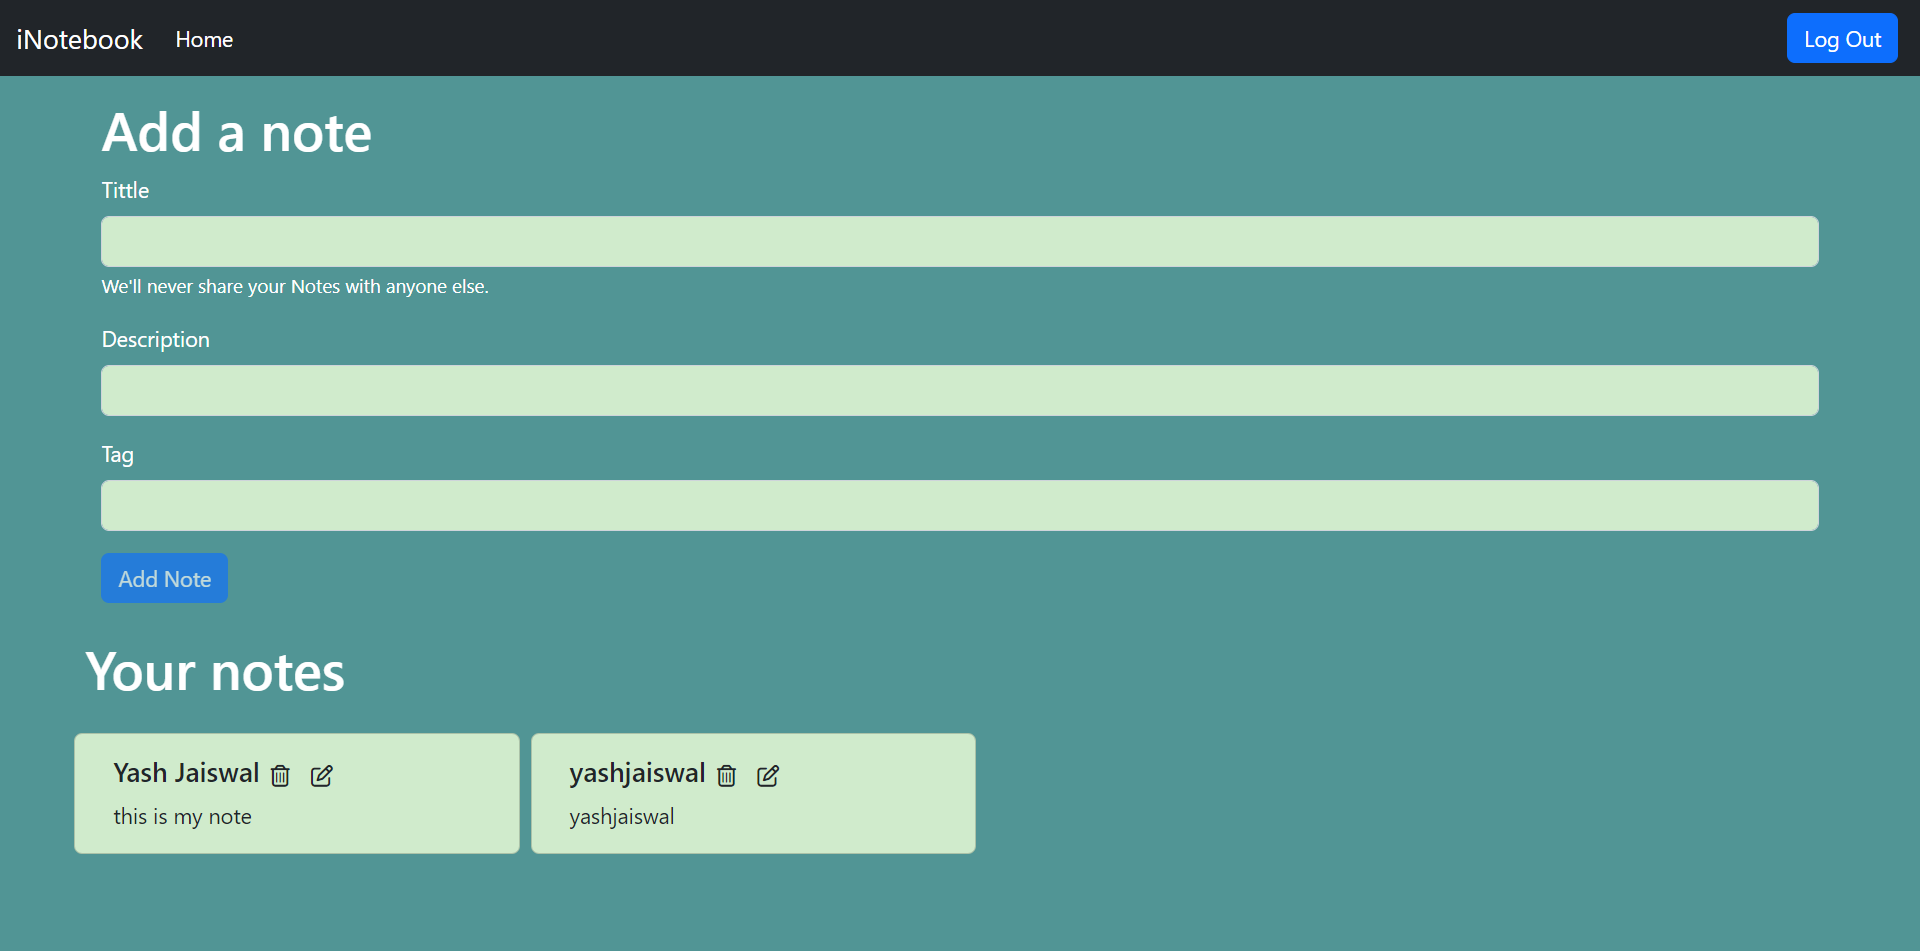 iNotebook Home Log Out
Add a note
Tittle
We'll never share your Notes with anyone else.
Description
Tag
Add Note
Your notes
Yash Jaiswal
this is my note
yashjaiswal
yashjaiswal